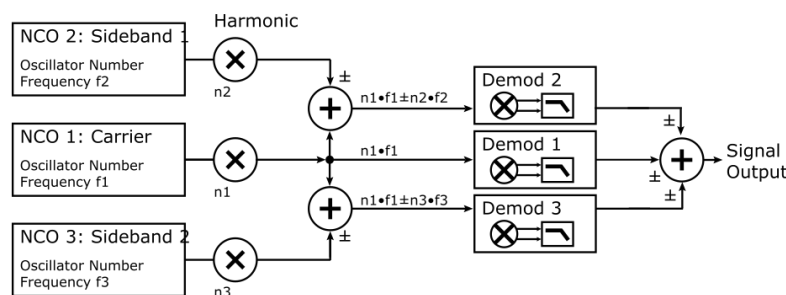 Harmonic
NCO 2: Sideband 1
Oscillator Number
Frequency f2
n2
±
n1•f1±n2•f2
Demod 2
±
NCO 1: Carrier
Oscillator Number
Frequency f1
n1
n1•f1
Demod 1
±
Signal
Output
NCO 3: Sideband 2
Oscillator Number
Frequency f3
n3
±
n1•f1±n3•f3
Demod 3
±